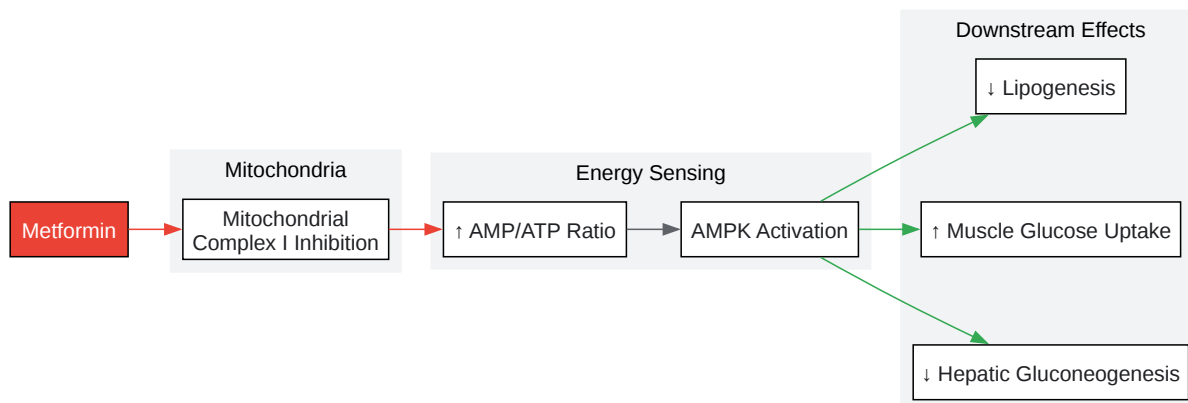 Downstream Effects
↓ Lipogenesis
Mitochondria
Energy Sensing
Metformin
Mitochondrial
Complex I Inhibition
↑ AMP/ATP Ratio
AMPK Activation
↑ Muscle Glucose Uptake
↓ Hepatic Gluconeogenesis